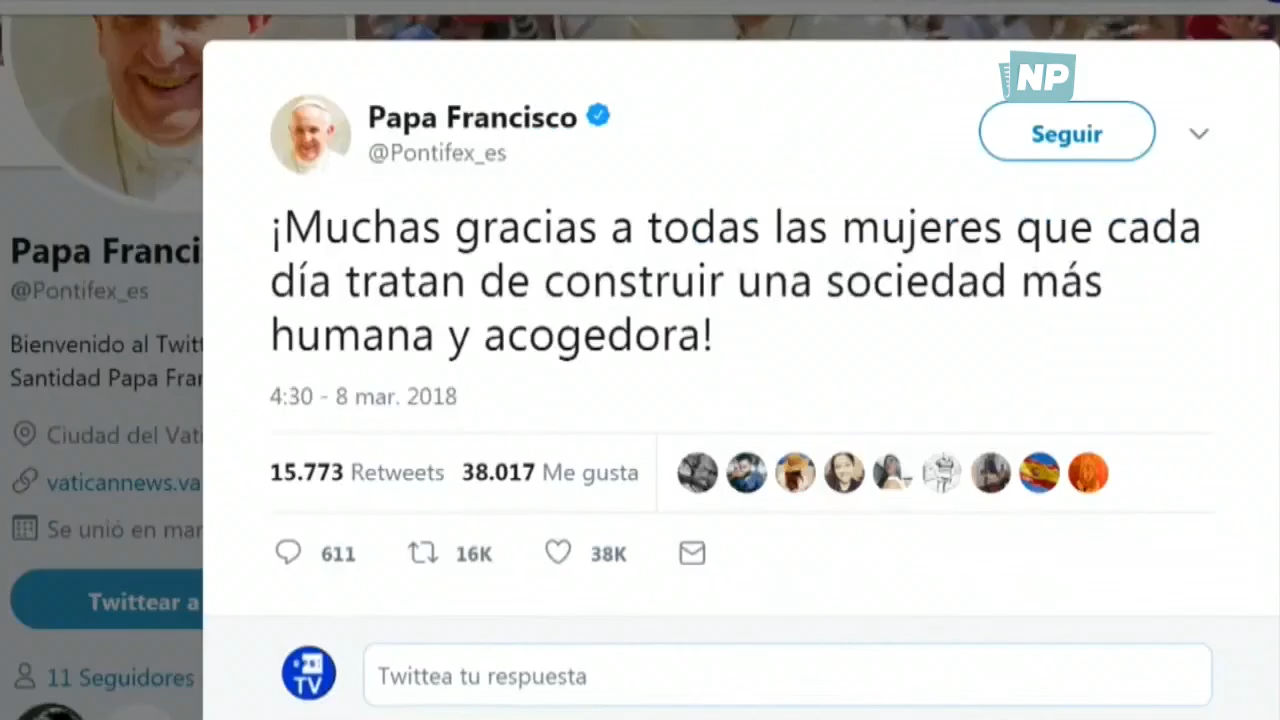 NP
Papa Francisco
@Pontifex_es
Seguir
¡Muchas gracias a todas las mujeres que cada
día tratan de construir una sociedad más
humana y acogedora!
4:30 - 8 mar. 2018
15.773 Retweets 38.017 Me gusta
611 16K 38K
TV
Twittea tu respuesta
Papa Franci
@Pontifex_es
Bienvenido al Twitt
Santidad Papa Fran
Ciudad del Vati
vaticannews.va
Se unió en mar
Twittear a
11 Seguidores